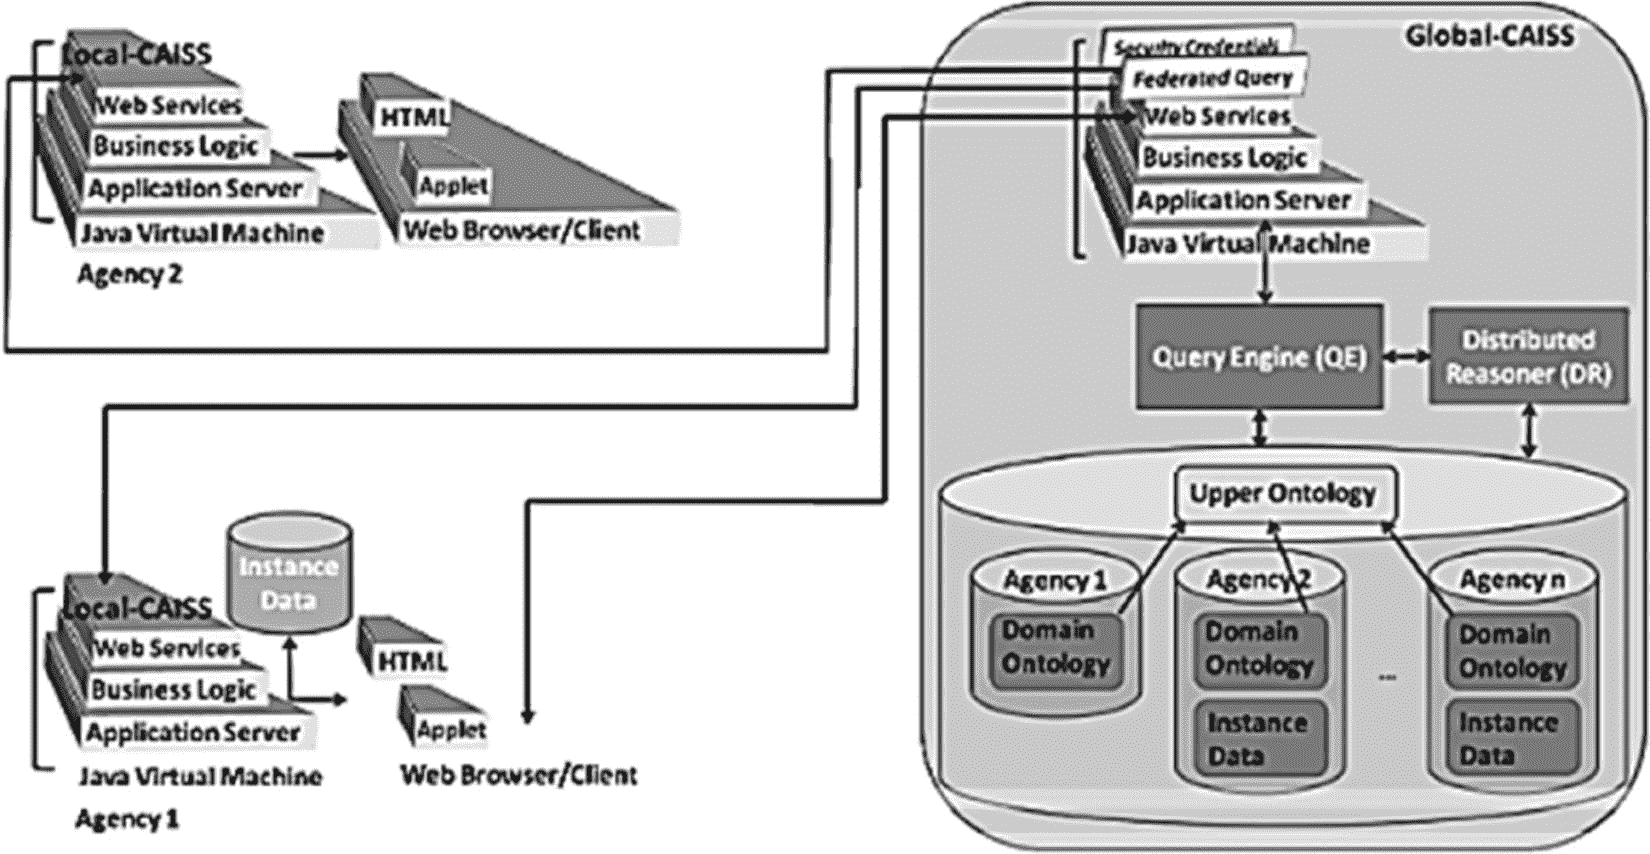 Local-CAISS
Web Services
Business Logic
Application Server
Java Virtual Machine
Agency 2
HTML
Applet
Web Browser/Client
Global-CAISS
Security Credentials
Federated Query
Web Services
Business Logic
Application Server
Java Virtual Machine
Query Engine (QE)
Distributed
Reasoner (DR)
Upper Ontology
Agency 1
Domain
Ontology
Agency 2
Domain
Ontology
Instance
Data
...
Agency n
Domain
Ontology
Instance
Data
Instance
Data
Local-CAISS
Web Services
Business Logic
Application Server
Java Virtual Machine
Agency 1
HTML
Applet
Web Browser/Client